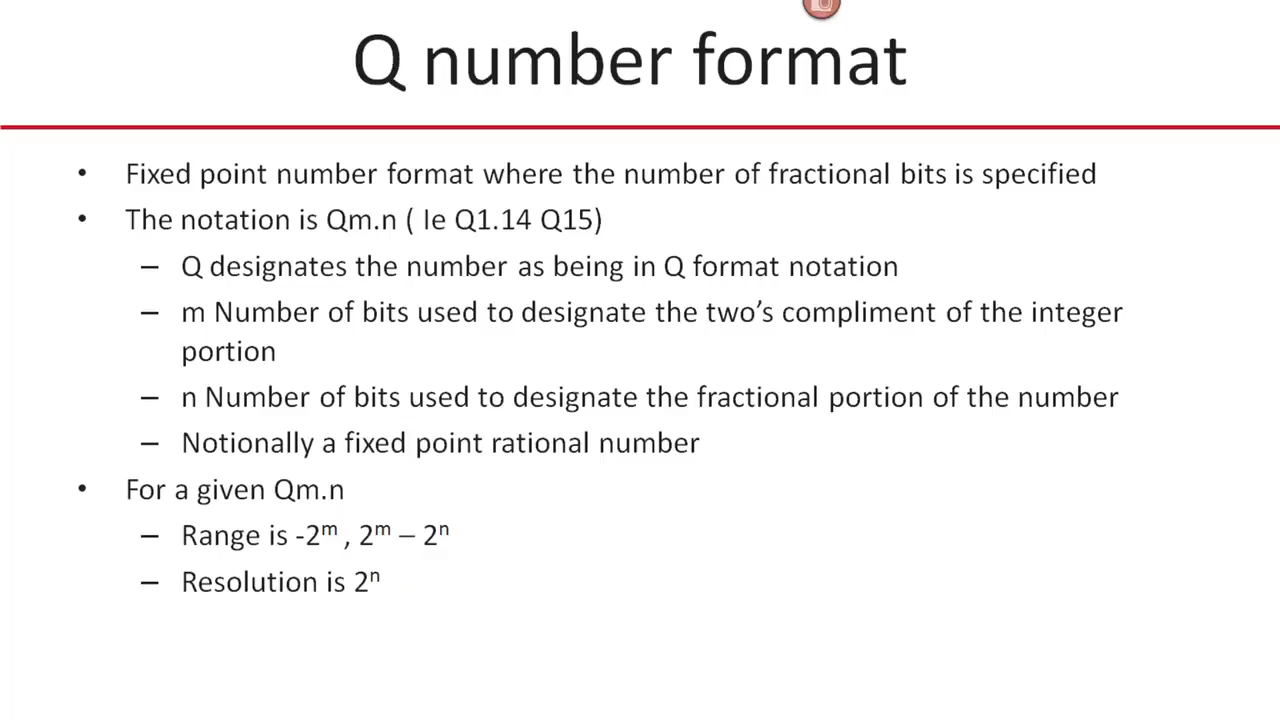 Q number format
• Fixed point number format where the number of fractional bits is specified
• The notation is Qm.n ( Ie Q1.14 Q15)
– Q designates the number as being in Q format notation
– m Number of bits used to designate the two’s compliment of the integer
portion
– n Number of bits used to designate the fractional portion of the number
– Notionally a fixed point rational number
• For a given Qm.n
– Range is -2ᵐ , 2ᵐ – 2ⁿ
– Resolution is 2ⁿ